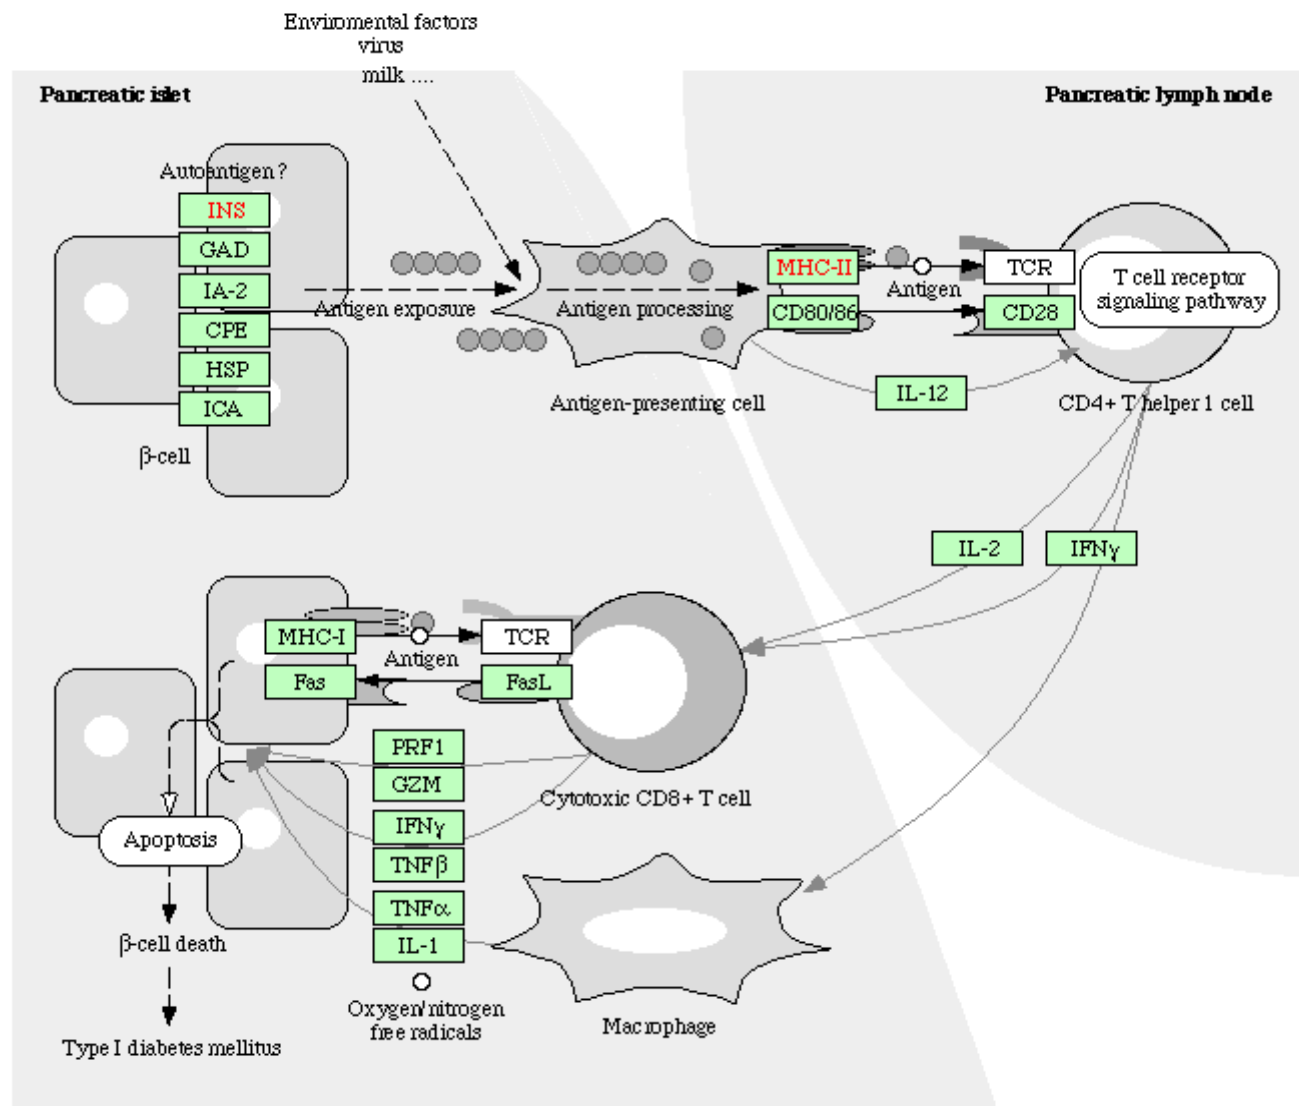 Enviromental factors
virus
milk ....
Pancreatic islet
Pancreatic lymph node
Autoantigen ?
INS
GAD
IA-2
CPE
HSP
ICA
β-cell
Antigen exposure
Antigen processing
MHC-II
CD80/86
Antigen
TCR
CD28
T cell receptor
signaling pathway
IL-12
Antigen-presenting cell
CD4+ T helper 1 cell
IL-2
IFNγ
MHC-I
Antigen
TCR
Fas
FasL
PRF1
GZM
IFNγ
TNFβ
TNFα
IL-1
Cytotoxic CD8+ T cell
Apoptosis
β-cell death
Type I diabetes mellitus
Oxygen/nitrogen
free radicals
Macrophage